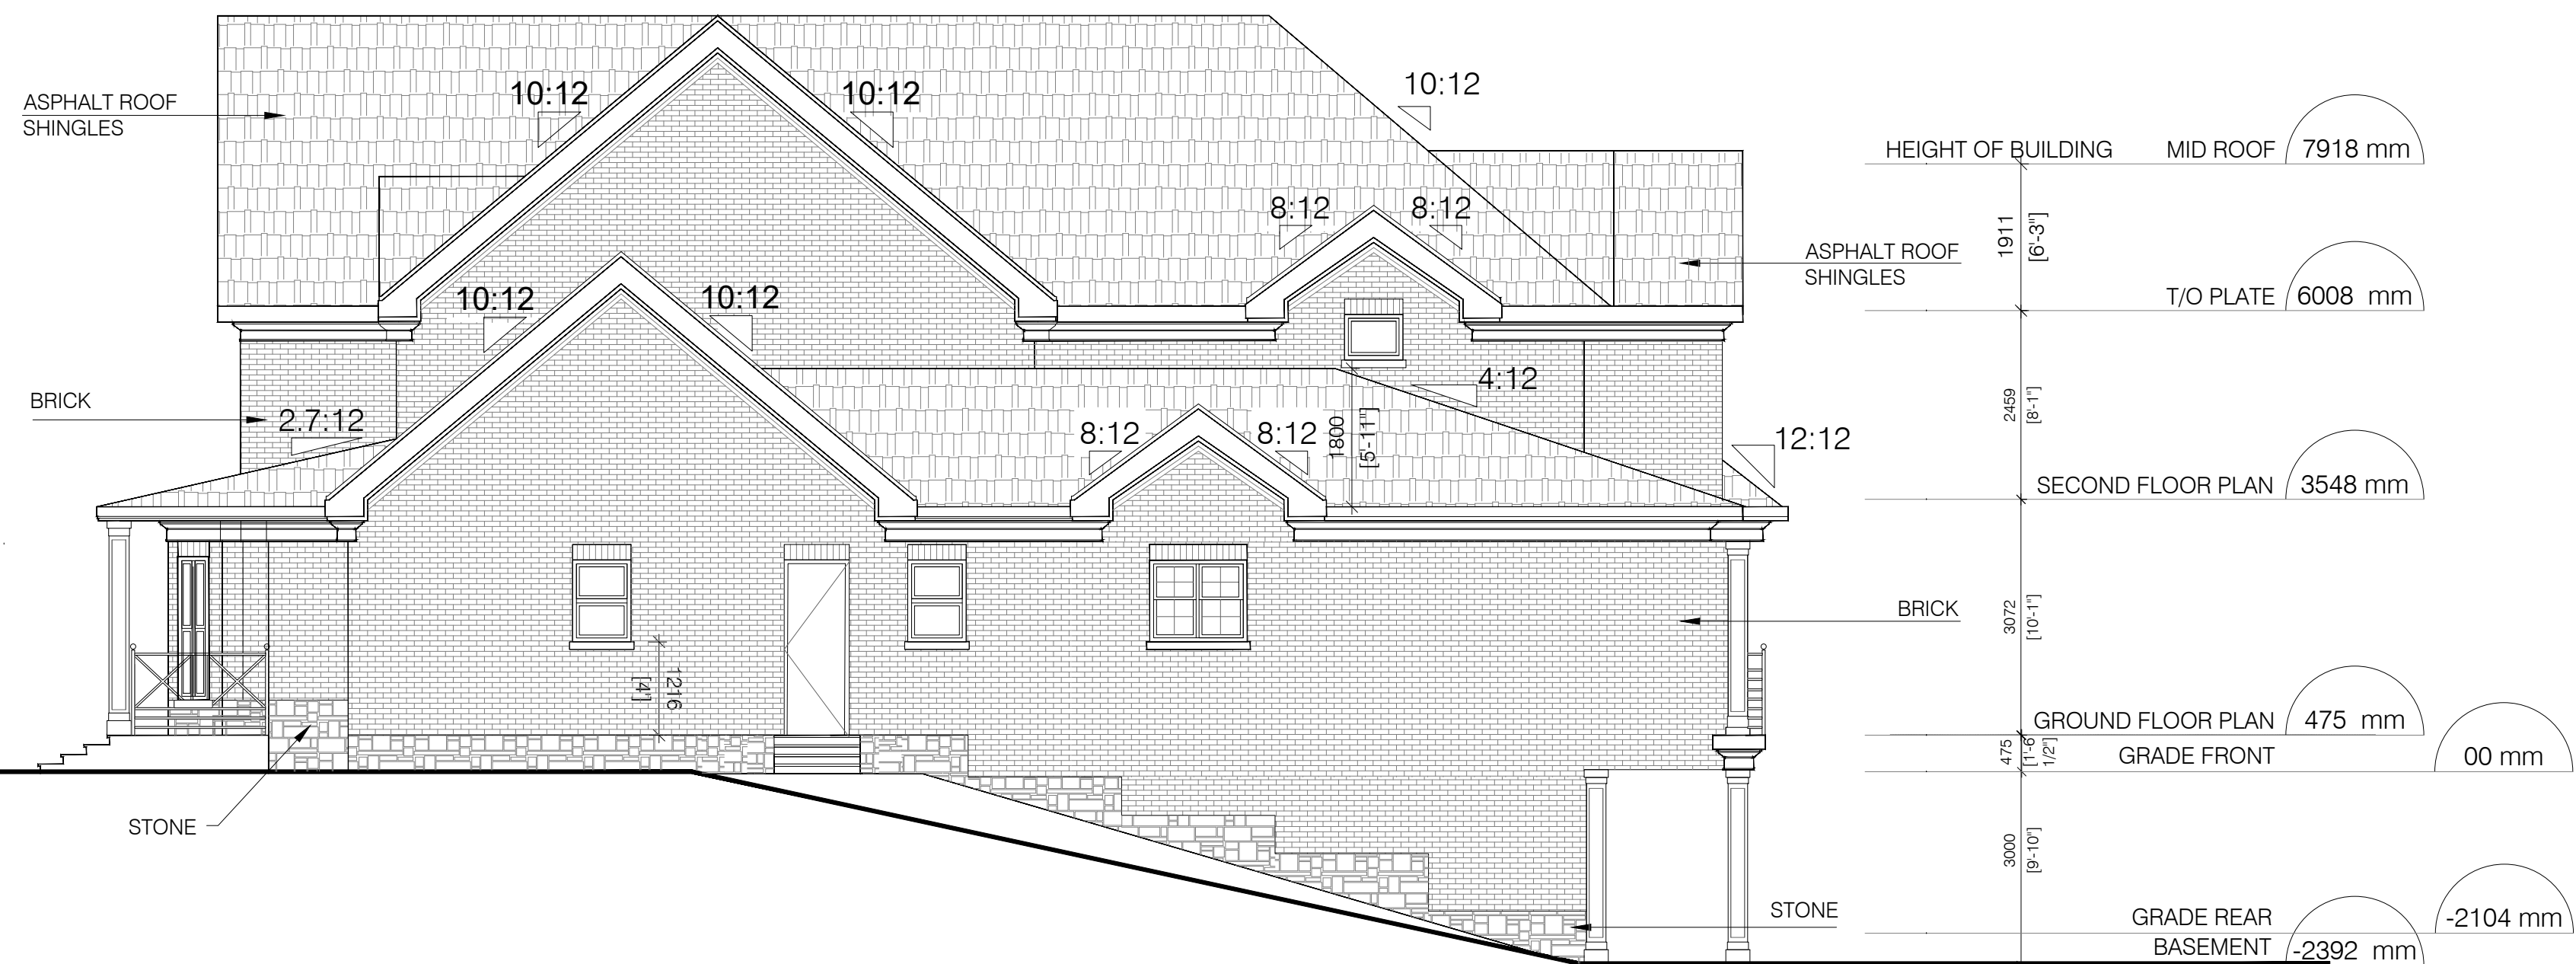 10:12
ASPHALT ROOF
SHINGLES
10:12
10:12
HEIGHT OF BUILDING MID ROOF 7918 mm
8:12
8:12
1911
[6'-3"]
ASPHALT ROOF
SHINGLES
10:12
10:12
T/O PLATE 6008 mm
4:12
BRICK
2459
[8'-1"]
2.7:12
8:12
8:12
1800
[5'-11"]
12:12
SECOND FLOOR PLAN 3548 mm
BRICK
3072
[10'-1"]
1216
[4']
GROUND FLOOR PLAN 475 mm
475
[1'-6
1/2"]
GRADE FRONT 00 mm
STONE
3000
[9'-10"]
STONE
GRADE REAR -2104 mm
BASEMENT -2392 mm